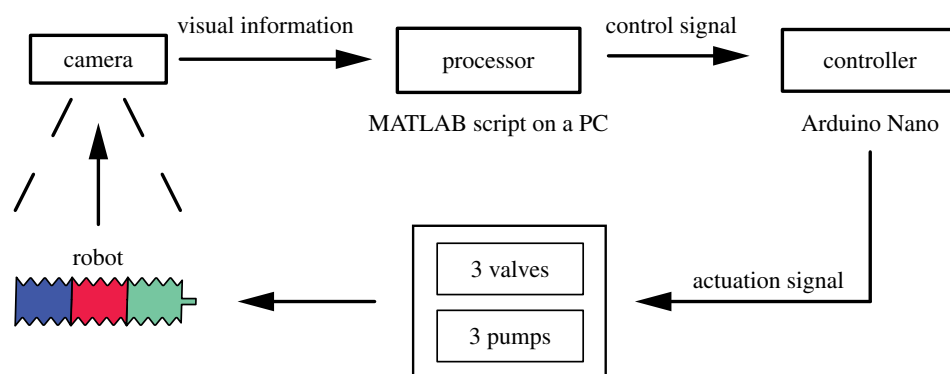 visual information
control signal
camera
processor
controller
MATLAB script on a PC
Arduino Nano
robot
3 valves
actuation signal
3 pumps